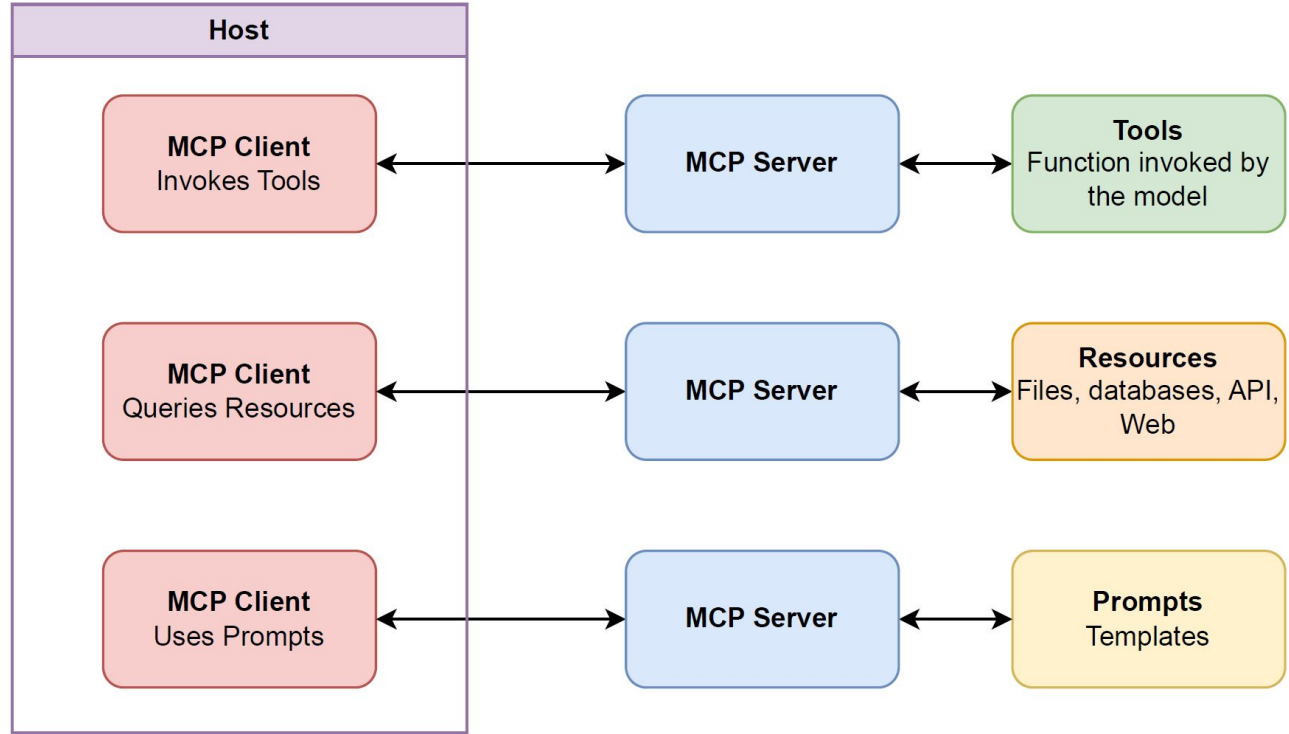 Host
MCP Client
Invokes Tools
MCP Server
Tools
Function invoked by
the model
MCP Client
Queries Resources
MCP Server
Resources
Files, databases, API,
Web
MCP Client
Uses Prompts
MCP Server
Prompts
Templates